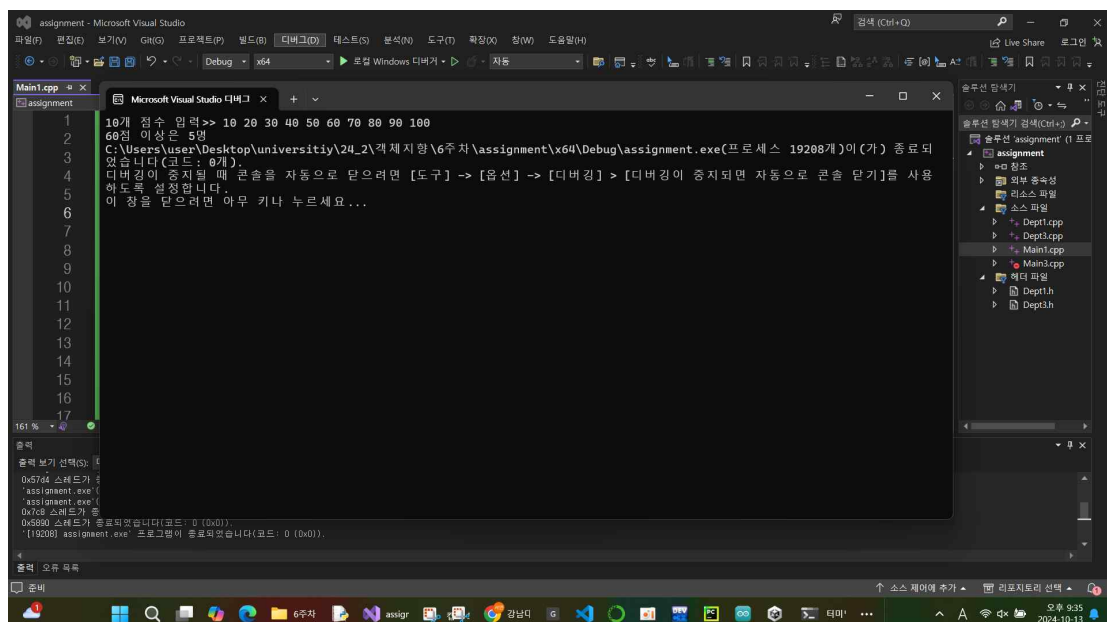 assignment - Microsoft Visual Studio
검색 (Ctrl+Q)
파일(F) 편집(E) 보기(V) Git(G) 프로젝트(P) 빌드(B) 디버그(D) 테스트(S) 분석(N) 도구(T) 확장(X) 창(W) 도움말(H)
Live Share 로그인
Debug x64 로컬 Windows 디버거 자동
Main1.cpp
assignment
1
2
3
4
5
6
7
8
9
10
11
12
13
14
15
16
17
161 %
Microsoft Visual Studio 디버그
10개 점수 입력>> 10 20 30 40 50 60 70 80 90 100
60점 이상은 5명
C:\Users\user\Desktop\universitiy\24_2\객체지향\6주차\assignment\x64\Debug\assignment.exe(프로세스 19208개)이(가) 종료되
었습니다(코드: 0개).
디버깅이 중지될 때 콘솔을 자동으로 닫으려면 [도구] -> [옵션] -> [디버깅] > [디버깅이 중지되면 자동으로 콘솔 닫기]를 사용
하도록 설정합니다.
이 창을 닫으려면 아무 키나 누르세요...
솔루션 탐색기
솔루션 탐색기 검색(Ctrl+;)
솔루션 'assignment' (1 프로
assignment
참조
외부 종속성
리소스 파일
소스 파일
Dept1.cpp
Dept3.cpp
Main1.cpp
Main3.cpp
헤더 파일
Dept1.h
Dept3.h
출력
출력 보기 선택(S):
0x57d4 스레드가
'assignment.exe'(
'assignment.exe'(
0x7c8 스레드가
0x5890 스레드가 종료되었습니다(코드: 0 (0x0)).
'[19208] assignment.exe' 프로그램이 종료되었습니다(코드: 0 (0x0)).
출력 오류 목록
준비
소스 제어에 추가 리포지토리 선택
6주차 assigr 강남대 터미
A 오후 9:35
2024-10-13